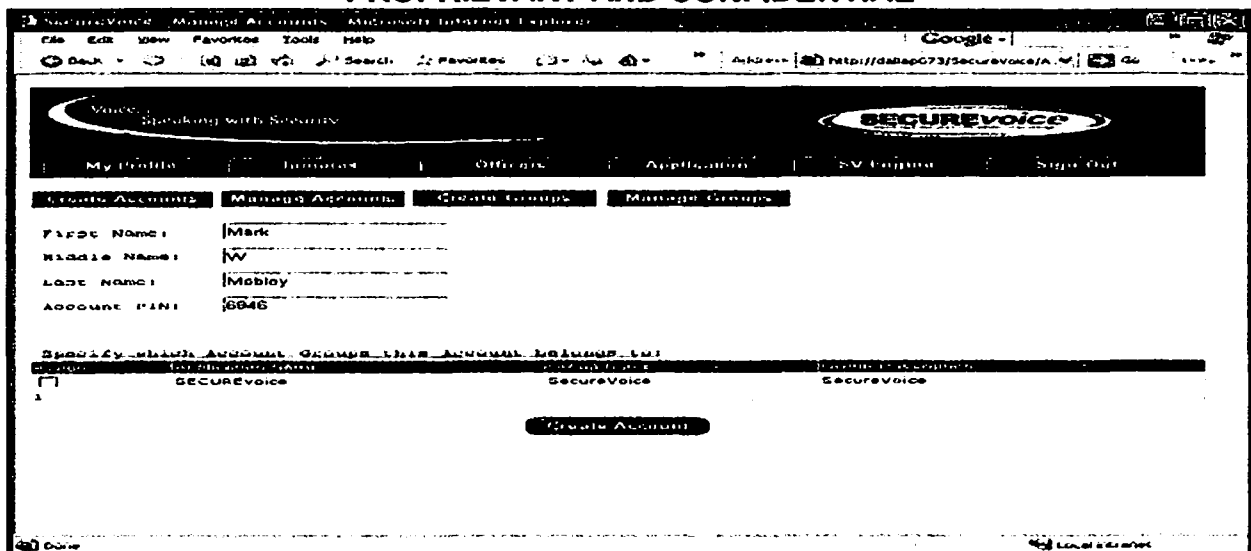 PROPRIETARY AND CONFIDENTIAL
SecureVoice - Manage Accounts - Microsoft Internet Explorer
File Edit View Favorites Tools Help
Google -
Back Search Favorites Address http://dallap073/SecureVoice/A Go
Voice... Speaking with Security
SECUREvoice
My Profile Invoices Application SV Engine Sign Out
Create Accounts Manage Accounts Create Groups Manage Groups
First Name: Mark
Middle Name: W
Last Name: Mobley
Account PIN: 6946
Specify which Account Groups this Account belongs to:
SECUREvoice SecureVoice SecureVoice
1
Create Account
Done Local intranet